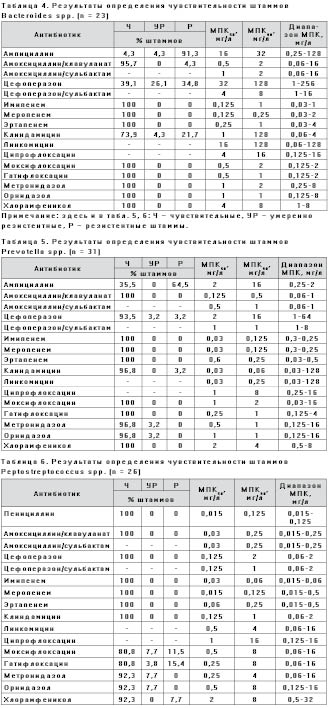 Таблица 4. Результаты определения чувствительности штаммов
Bacteroides spp. (n = 23)
Антибиотик Ч УР Р МПК₅₀, мг/л МПК₉₀, мг/л Диапазон МПК, мг/л
% штаммов
Ампициллин 4,3 4,3 91,3 16 32 0,25-128
Амоксициллин/клавуланат 95,7 0 4,3 0,5 2 0,06-16
Амоксициллин/сульбактам - - - 1 2 0,06-16
Цефоперазон 39,1 26,1 34,8 32 128 1-256
Цефоперазон/сульбактам - - - 4 8 1-16
Имипенем 100 0 0 0,125 1 0,03-1
Меропенем 100 0 0 0,125 0,25 0,03-2
Эртапенем 100 0 0 0,25 1 0,03-4
Клиндамицин 73,9 4,3 21,7 1 128 0,06-4
Линкомицин - - - 16 128 0,06-128
Ципрофлоксацин - - - 4 16 0,125-16
Моксифлоксацин 100 0 0 0,5 2 0,125-2
Гатифлоксацин 100 0 0 0,5 1 0,125-2
Метронидазол 100 0 0 1 2 0,25-8
Орнидазол 100 0 0 1 1 0,125-8
Хлорамфеникол 100 0 0 4 8 1-8
Примечание: здесь и в табл. 5, 6: Ч – чувствительные, УР – умеренно
резистентные, Р – резистентные штаммы.
Таблица 5. Результаты определения чувствительности штаммов
Prevotella spp. (n = 31)
Антибиотик Ч УР Р МПК₅₀, мг/л МПК₉₀, мг/л Диапазон МПК, мг/л
% штаммов
Ампициллин 35,5 0 64,5 2 16 0,25-2
Амоксициллин/клавуланат 100 0 0 0,125 0,5 0,06-1
Амоксициллин/сульбактам - - - 0,5 1 0,06-1
Цефоперазон 93,5 3,2 3,2 2 16 1-64
Цефоперазон/сульбактам - - - 1 1 1-8
Имипенем 100 0 0 0,03 0,125 0,3-0,25
Меропенем 100 0 0 0,03 0,125 0,3-0,25
Эртапенем 100 0 0 0,6 0,25 0,03-0,5
Клиндамицин 96,8 0 3,2 0,03 0,06 0,03-128
Линкомицин - - - 0,03 0,25 0,03-128
Ципрофлоксацин - - - 1 8 0,25-16
Моксифлоксацин 100 0 0 1 2 0,03-16
Гатифлоксацин 100 0 0 0,25 1 0,125-4
Метронидазол 96,8 3,2 0 0,5 1 0,125-16
Орнидазол 96,8 3,2 0 1 1 0,125-16
Хлорамфеникол 100 0 0 2 4 0,5-8
Таблица 6. Результаты определения чувствительности штаммов
Peptostreptococcus spp. (n = 26)
Антибиотик Ч УР Р МПК₅₀, мг/л МПК₉₀, мг/л Диапазон МПК, мг/л
% штаммов
Пенициллин 100 0 0 0,015 0,125 0,015-0,125
Амоксициллин/клавуланат 100 0 0 0,03 0,25 0,015-0,25
Амоксициллин/сульбактам - - - 0,03 0,25 0,015-0,25
Цефоперазон 100 0 0 0,125 2 0,06-2
Цефоперазон/сульбактам - - - 0,125 1 0,06-2
Имипенем 100 0 0 0,03 0,06 0,015-0,06
Меропенем 100 0 0 0,015 0,125 0,015-0,5
Эртапенем 100 0 0 0,06 0,25 0,015-0,5
Клиндамицин 100 0 0 0,125 1 0,06-2
Линкомицин - - - 0,5 4 0,06-16
Ципрофлоксацин - - - 1 16 0,125-16
Моксифлоксацин 80,8 7,7 11,5 0,5 8 0,06-16
Гатифлоксацин 80,8 3,8 15,4 0,25 8 0,06-16
Метронидазол 92,3 7,7 0 0,25 4 0,06-16
Орнидазол 92,3 7,7 0 0,5 8 0,125-16
Хлорамфеникол 92,3 0 7,7 2 8 0,5-32